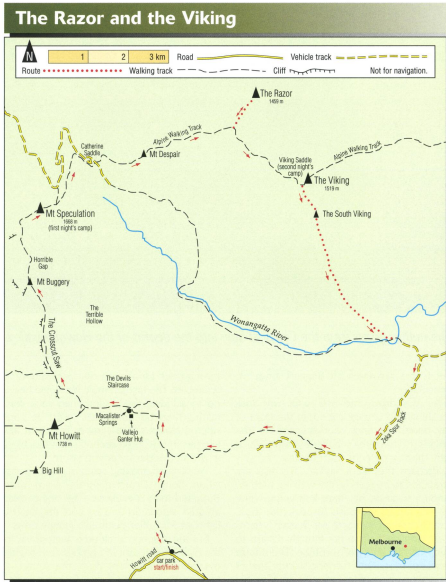 The Razor and the Viking
N
1
2
3 km
Road
Vehicle track
Route
Walking track
Cliff
Not for navigation.
The Razor
1459 m
Alpine Walking Track
Catherine
Saddle
Mt Despair
Viking Saddle
(second night's
camp)
Alpine Walking Track
The Viking
1519 m
Mt Speculation
1668 m
(first night's camp)
The South Viking
Horrible
Gap
Mt Buggery
The
Terrible
Hollow
The Crosscut Saw
Wonangatta River
The Devils
Staircase
Macalister
Springs
Vallejo
Ganter Hut
Zeka Spur Track
Mt Howitt
1738 m
Big Hill
Howitt road
car park
start/finish
Melbourne